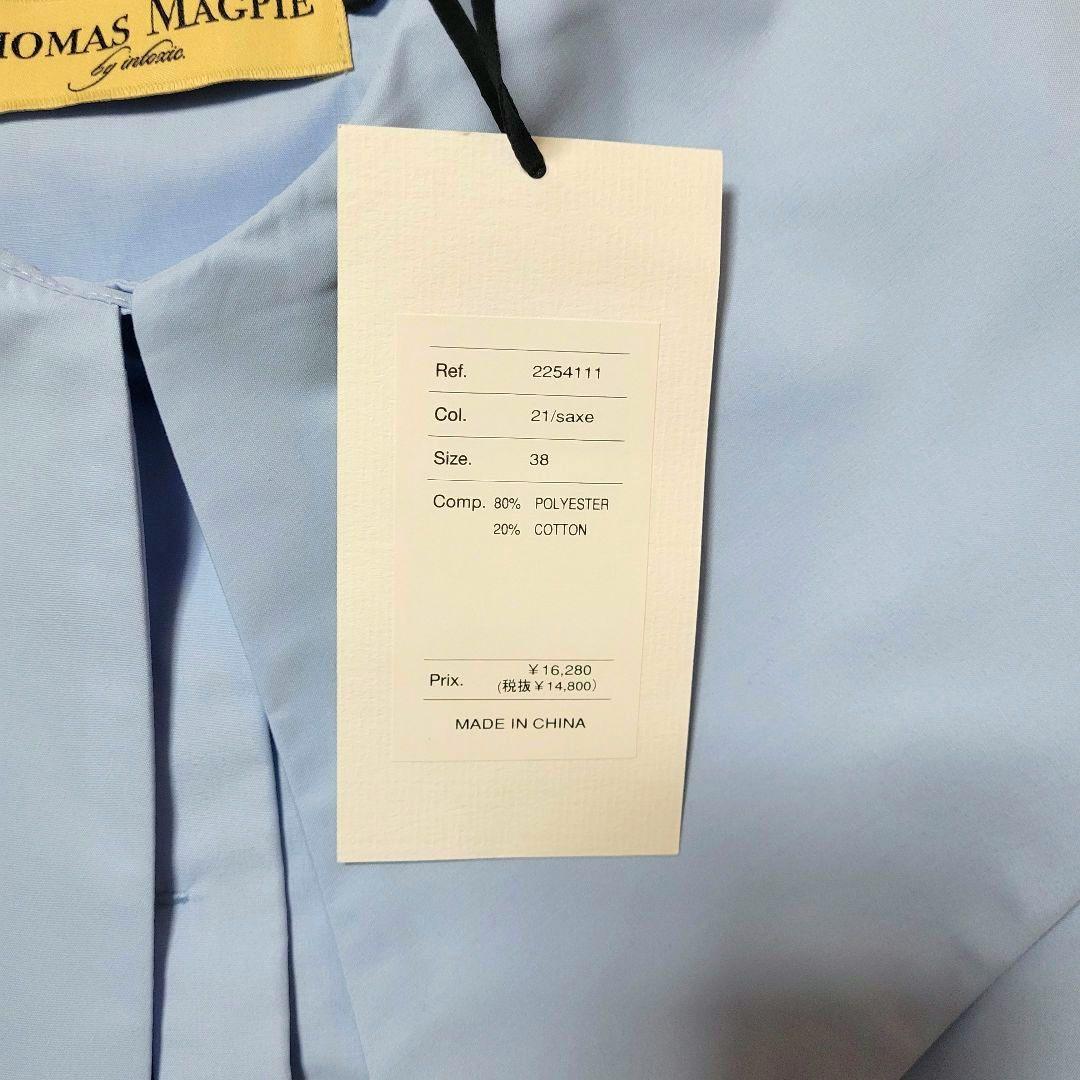 HOMAS MAGPIE
by intoxic.
Ref. 2254111
Col. 21/saxe
Size. 38
Comp. 80% POLYESTER
20% COTTON
Prix. ¥16,280
(税抜¥14,800)
MADE IN CHINA